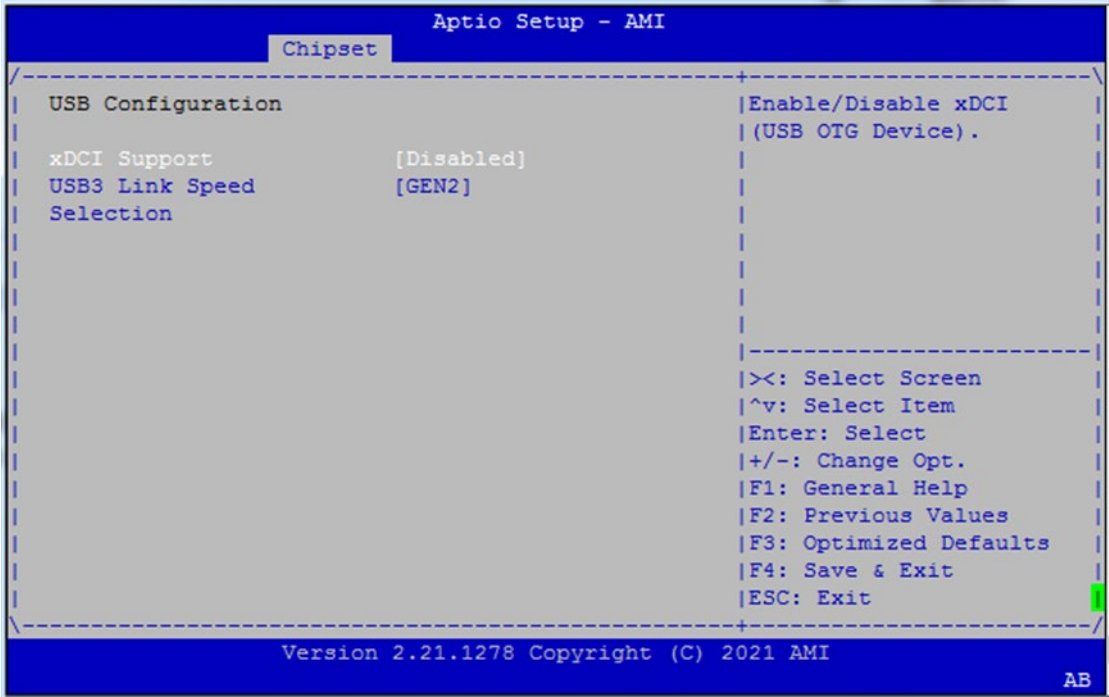 Aptio Setup - AMI
Chipset
USB Configuration
xDCI Support [Disabled]
USB3 Link Speed [GEN2]
Selection
Enable/Disable xDCI
(USB OTG Device).
><: Select Screen
^v: Select Item
Enter: Select
+/-: Change Opt.
F1: General Help
F2: Previous Values
F3: Optimized Defaults
F4: Save & Exit
ESC: Exit
Version 2.21.1278 Copyright (C) 2021 AMI
AB